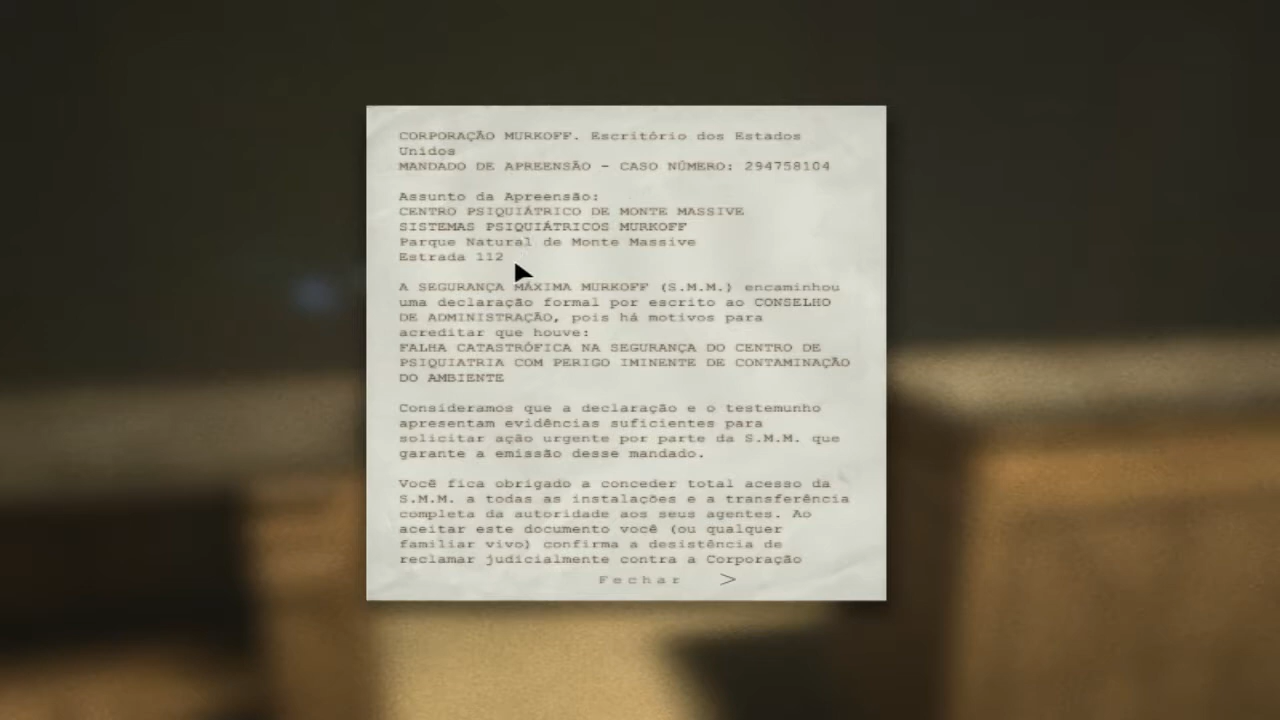 CORPORAÇÃO MURKOFF. Escritório dos Estados
Unidos
MANDADO DE APREENSÃO - CASO NÚMERO: 294758104
Assunto da Apreensão:
CENTRO PSIQUIÁTRICO DE MONTE MASSIVE
SISTEMAS PSIQUIÁTRICOS MURKOFF
Parque Natural de Monte Massive
Estrada 112
A SEGURANÇA MÁXIMA MURKOFF (S.M.M.) encaminhou
uma declaração formal por escrito ao CONSELHO
DE ADMINISTRAÇÃO, pois há motivos para
acreditar que houve:
FALHA CATASTRÓFICA NA SEGURANÇA DO CENTRO DE
PSIQUIATRIA COM PERIGO IMINENTE DE CONTAMINAÇÃO
DO AMBIENTE
Consideramos que a declaração e o testemunho
apresentam evidências suficientes para
solicitar ação urgente por parte da S.M.M. que
garante a emissão desse mandado.
Você fica obrigado a conceder total acesso da
S.M.M. a todas as instalações e a transferência
completa da autoridade aos seus agentes. Ao
aceitar este documento você (ou qualquer
familiar vivo) confirma a desistência de
reclamar judicialmente contra a Corporação
Fechar >